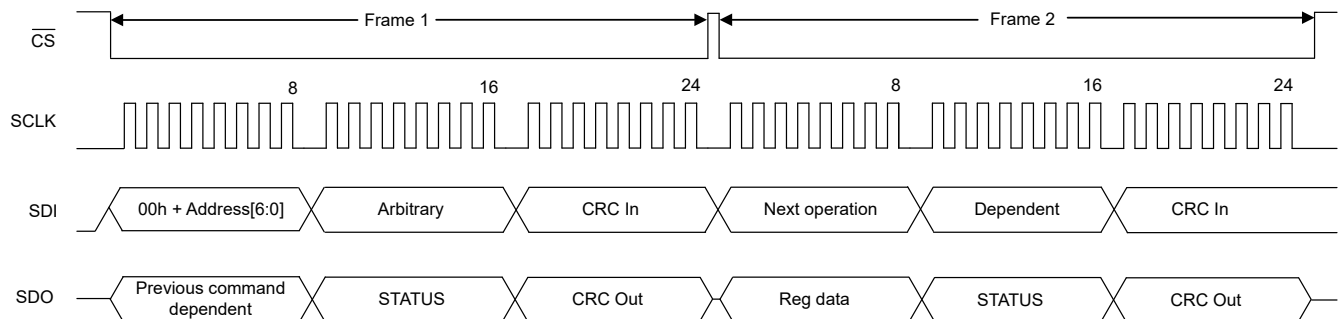 Frame 1
Frame 2
CS
8
16
24
8
16
24
SCLK
SDI
00h + Address[6:0]
Arbitrary
CRC In
Next operation
Dependent
CRC In
SDO
Previous command
dependent
STATUS
CRC Out
Reg data
STATUS
CRC Out